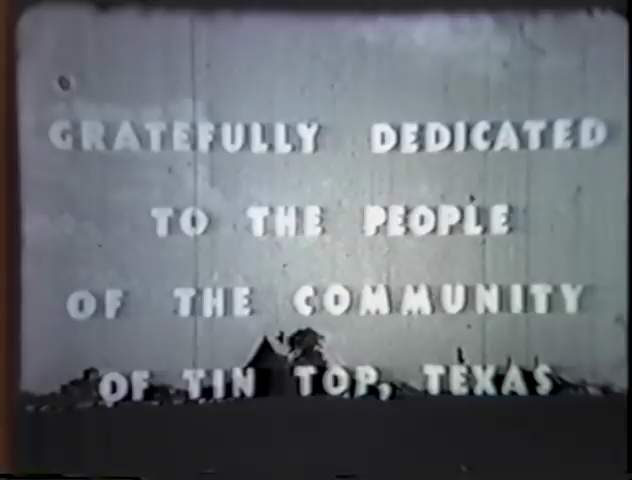 GRATEFULLY DEDICATED
TO THE PEOPLE
OF THE COMMUNITY
OF TIN TOP, TEXAS